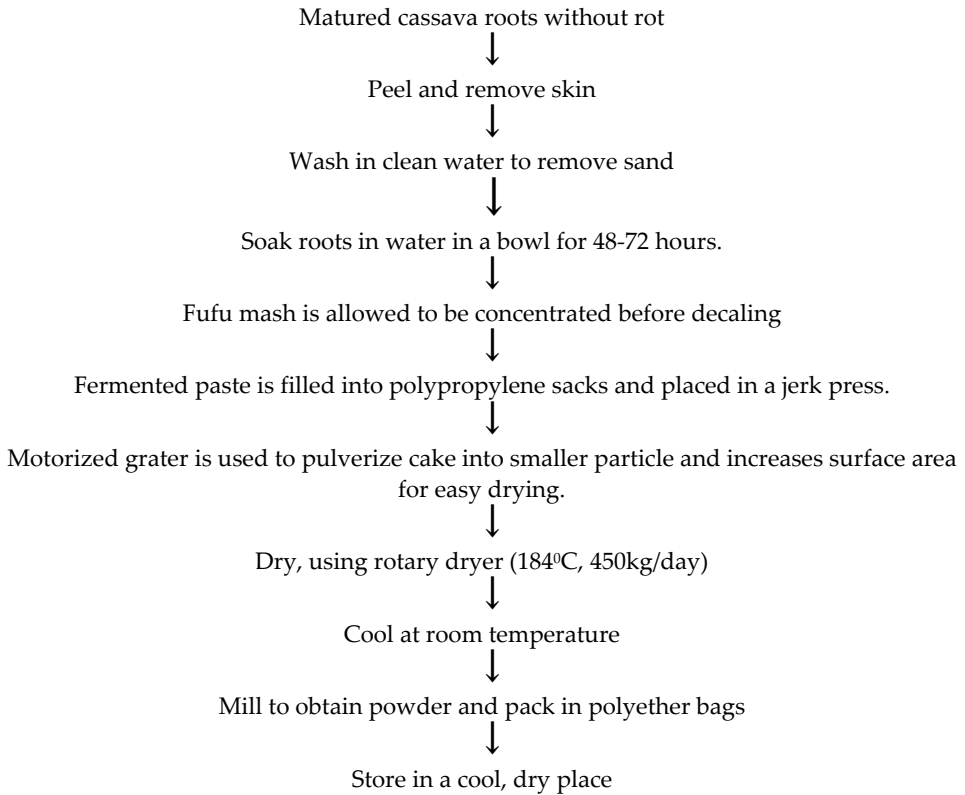 Matured cassava roots without rot
Peel and remove skin
Wash in clean water to remove sand
Soak roots in water in a bowl for 48-72 hours.
Fufu mash is allowed to be concentrated before decaling
Fermented paste is filled into polypropylene sacks and placed in a jerk press.
Motorized grater is used to pulverize cake into smaller particle and increases surface area
for easy drying.
Dry, using rotary dryer (184⁰C, 450kg/day)
Cool at room temperature
Mill to obtain powder and pack in polyether bags
Store in a cool, dry place